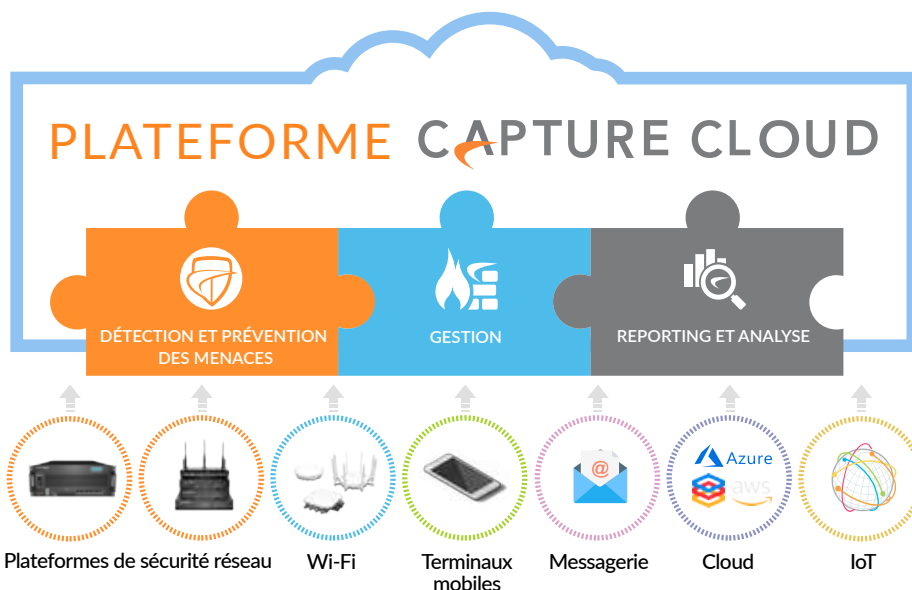 PLATEFORME CAPTURE CLOUD
DÉTECTION ET PRÉVENTION
DES MENACES
GESTION
REPORTING ET ANALYSE
@
Azure
aws
Plateformes de sécurité réseau
Wi-Fi
Terminaux
mobiles
Messagerie
Cloud
IoT